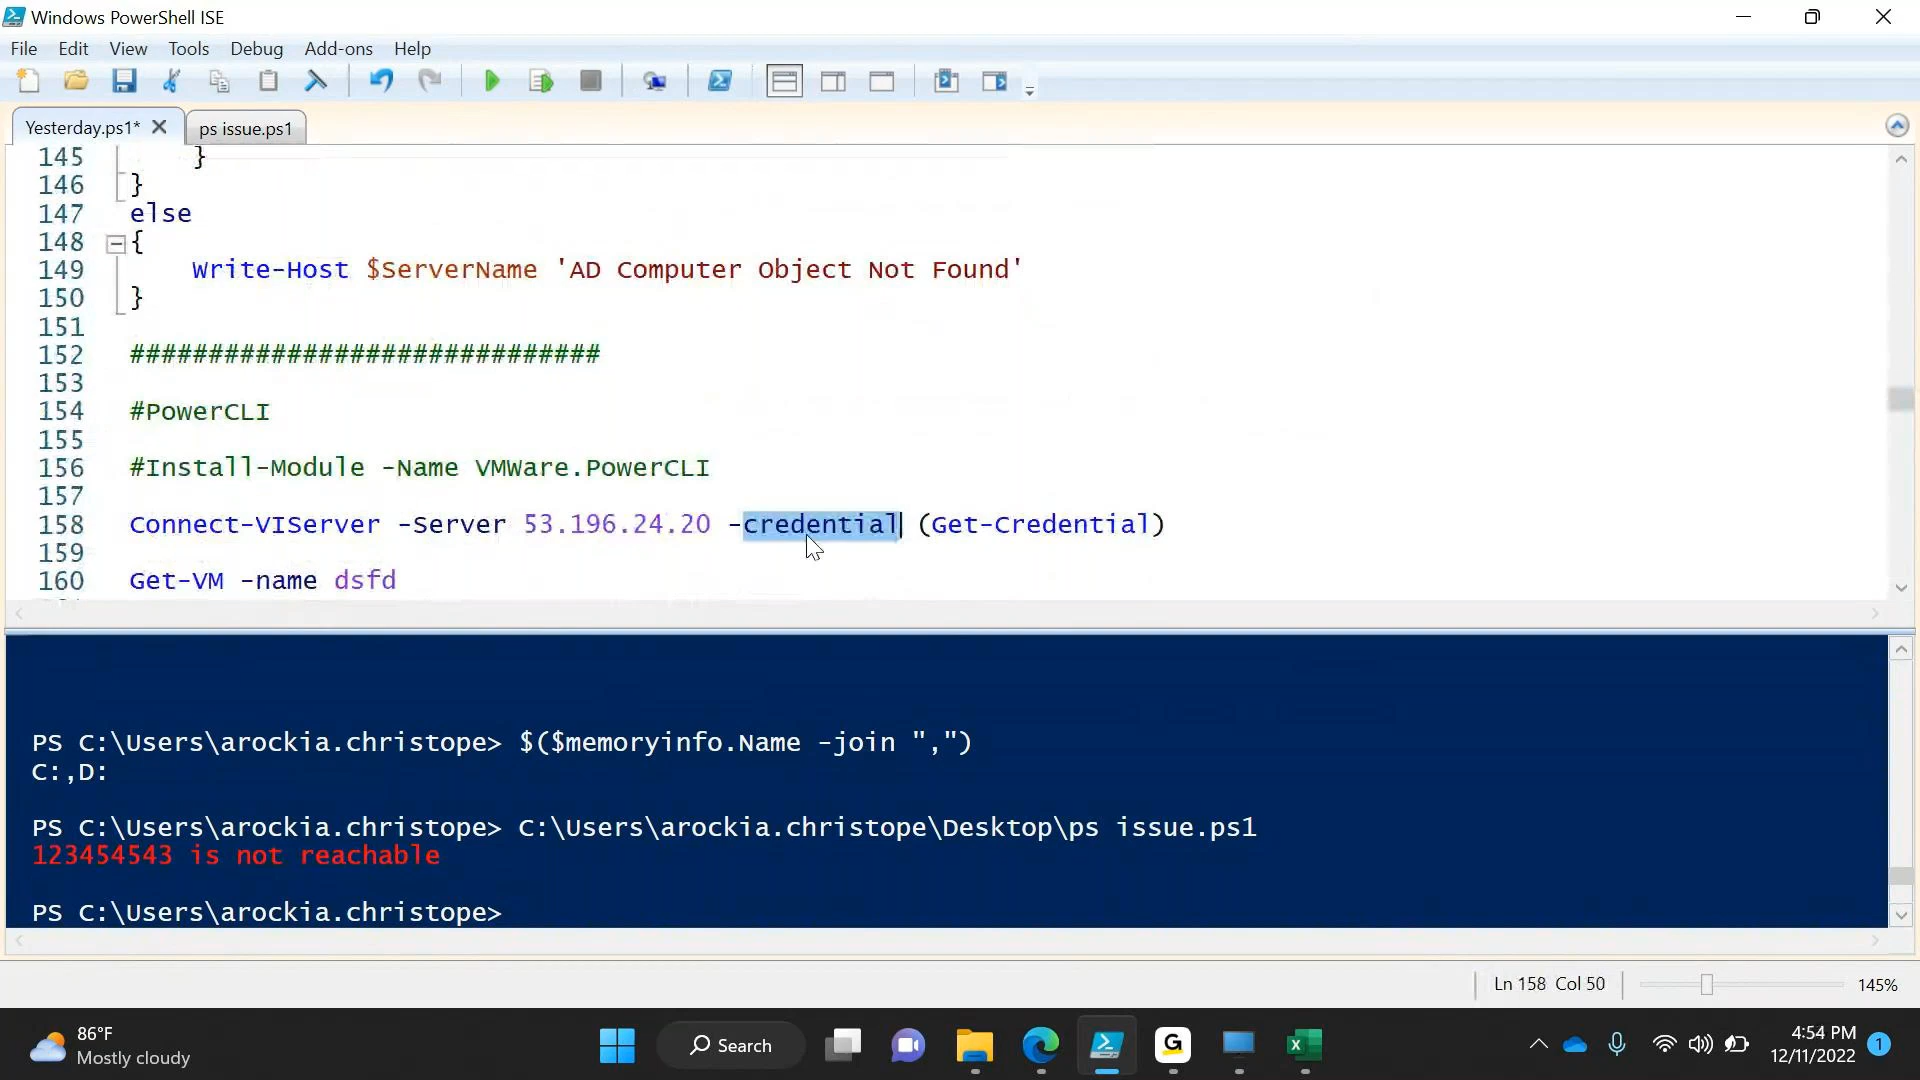 Windows PowerShell ISE
File Edit View Tools Debug Add-ons Help
Yesterday.ps1* ps issue.ps1
145 }
146 }
147 else
148 {
149 Write-Host $ServerName 'AD Computer Object Not Found'
150 }
151
152 ##############################
153
154 #PowerCLI
155
156 #Install-Module -Name VMWare.PowerCLI
157
158 Connect-VIServer -Server 53.196.24.20 -credential (Get-Credential)
159
160 Get-VM -name dsfd
PS C:\Users\arockia.christope> $($memoryinfo.Name -join ",")
C:,D:
PS C:\Users\arockia.christope> C:\Users\arockia.christope\Desktop\ps issue.ps1
123454543 is not reachable
PS C:\Users\arockia.christope>
Ln 158 Col 50 145%
86°F
Mostly cloudy
Search
4:54 PM
12/11/2022
1